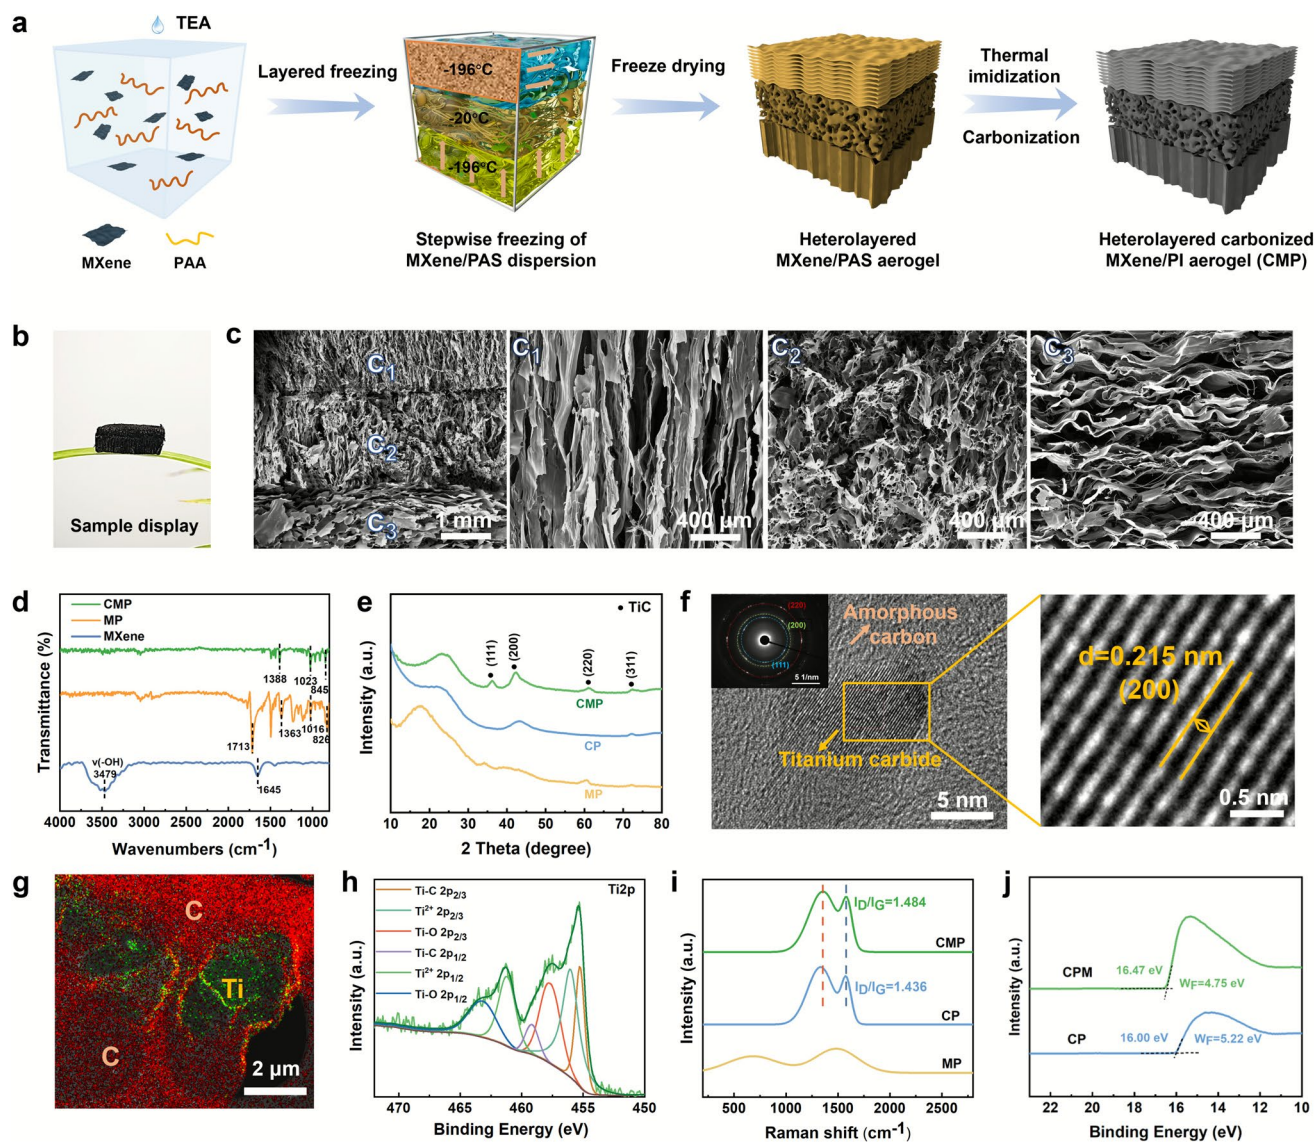 a
TEA
MXene
PAA
Layered freezing
-196°C
-20°C
-196°C
Stepwise freezing of
MXene/PAS dispersion
Freeze drying
Heterolayered
MXene/PAS aerogel
Thermal
imidization
Carbonization
Heterolayered carbonized
MXene/PI aerogel (CMP)
b
Sample display
c
C1
C2
C3
1 mm
C1
400 µm
C2
400 µm
C3
400 µm
d
CMP
MP
MXene
Transmittance (%)
1388
1023
845
1713
1363
1016
826
v(-OH)
3479
1645
4000 3500 3000 2500 2000 1500 1000
Wavenumbers (cm-1)
e
TiC
Intensity (a.u.)
(111)
(200)
(220)
(311)
CMP
CP
MP
10 20 30 40 50 60 70 80
2 Theta (degree)
f
(220)
(200)
(111)
5 1/nm
Amorphous
carbon
Titanium carbide
5 nm
d=0.215 nm
(200)
0.5 nm
g
C
Ti
C
2 µm
h
Ti2p
Ti-C 2p2/3
Ti2+ 2p2/3
Ti-O 2p2/3
Ti-C 2p1/2
Ti2+ 2p1/2
Ti-O 2p1/2
Intensity (a.u.)
470 465 460 455 450
Binding Energy (eV)
i
Intensity (a.u.)
ID/IG=1.484
CMP
ID/IG=1.436
CP
MP
500 1000 1500 2000 2500
Raman shift (cm-1)
j
Intensity (a.u.)
CPM
16.47 eV
WF=4.75 eV
16.00 eV
WF=5.22 eV
CP
22 20 18 16 14 12 10
Binding Energy (eV)